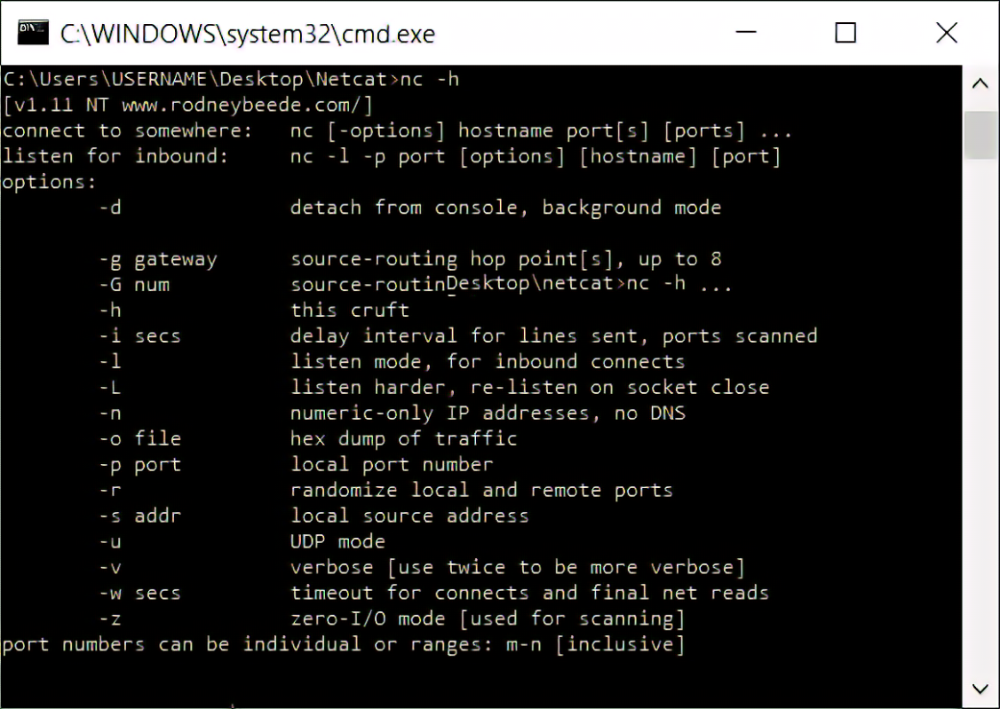 C:\WINDOWS\system32\cmd.exe
C:\Users\USERNAME\Desktop\Netcat>nc -h
[v1.11 NT www.rodneybeede.com/]
connect to somewhere: nc [-options] hostname port[s] [ports] ...
listen for inbound: nc -l -p port [options] [hostname] [port]
options:
-d detach from console, background mode
-g gateway source-routing hop point[s], up to 8
-G num source-routinDesktop\netcat>nc -h ...
-h this cruft
-i secs delay interval for lines sent, ports scanned
-l listen mode, for inbound connects
-L listen harder, re-listen on socket close
-n numeric-only IP addresses, no DNS
-o file hex dump of traffic
-p port local port number
-r randomize local and remote ports
-s addr local source address
-u UDP mode
-v verbose [use twice to be more verbose]
-w secs timeout for connects and final net reads
-z zero-I/O mode [used for scanning]
port numbers can be individual or ranges: m-n [inclusive]